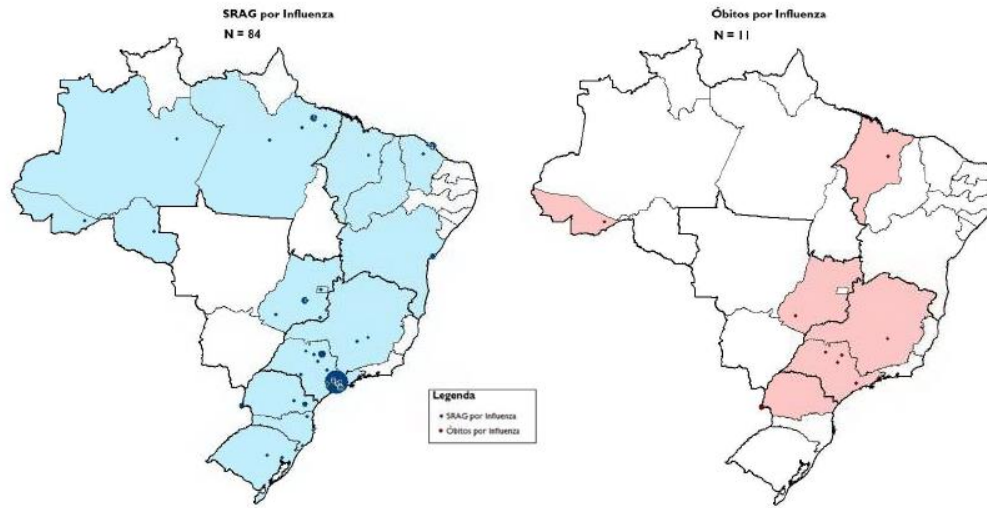 SRAG por Influenza
N = 84
Óbitos por Influenza
N = 11
Legenda
SRAG por Influenza
Óbitos por Influenza